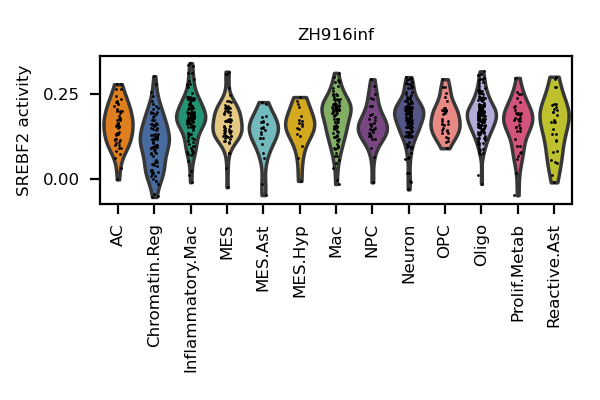 ZH916inf
SREBF2 activity
0.25
0.00
AC
Chromatin.Reg
Inflammatory.Mac
MES
MES.Ast
MES.Hyp
Mac
NPC
Neuron
OPC
Oligo
Prolif.Metab
Reactive.Ast